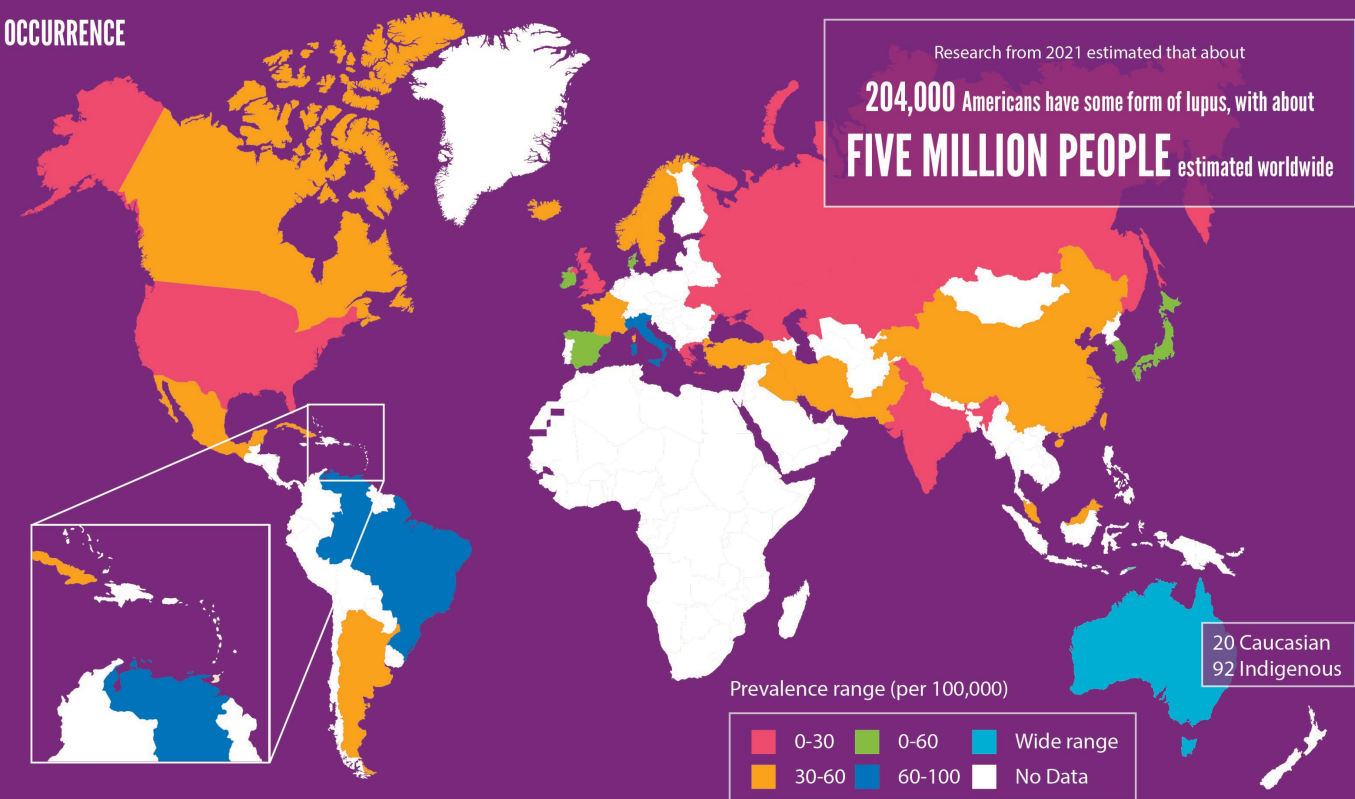 OCCURRENCE
Research from 2021 estimated that about
204,000 Americans have some form of lupus, with about
FIVE MILLION PEOPLE estimated worldwide
20 Caucasian
92 Indigenous
Prevalence range (per 100,000)
0-30 0-60 Wide range
30-60 60-100 No Data